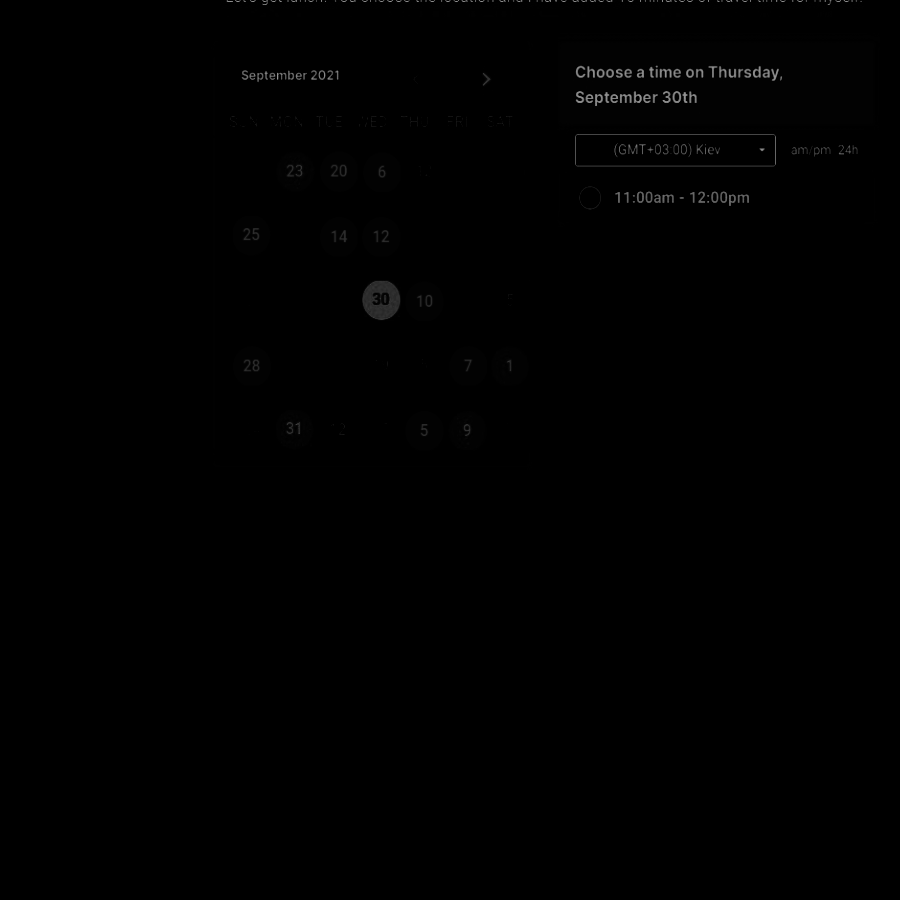 Let's get lunch! You choose the location and I have added 15 minutes of travel time for myself.
September 2021
SUN MON TUE WED THU FRI SAT
23 20 6
25 14 12
30 10
28 7 1
31 5 9
Choose a time on Thursday,
September 30th
(GMT+03:00) Kiev am/pm 24h
11:00am - 12:00pm